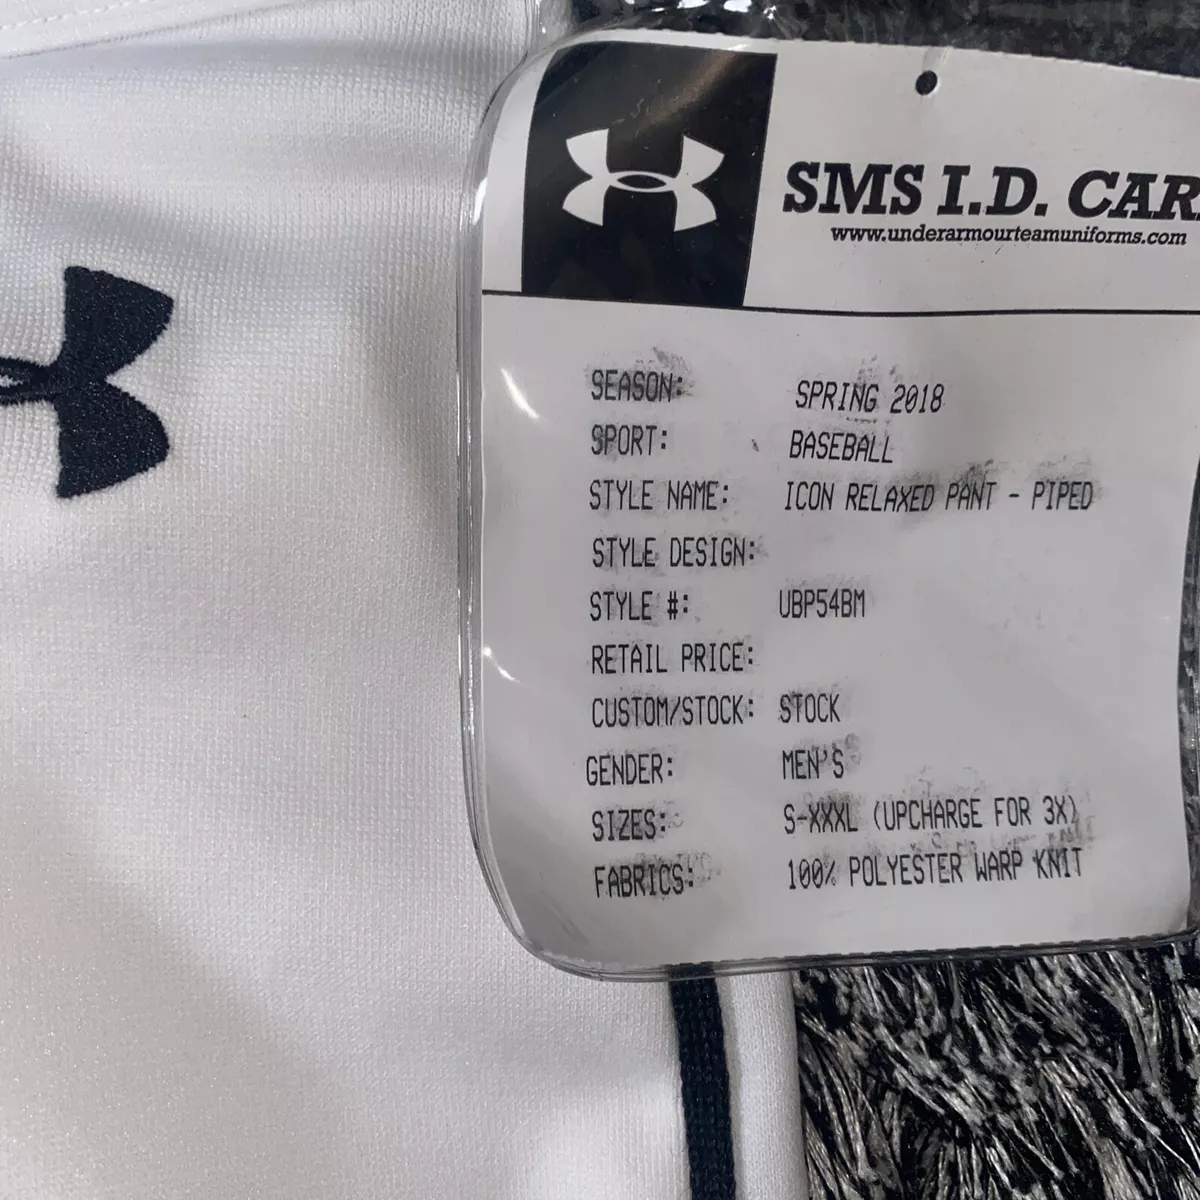 SMS I.D. CAR
www.underarmourteamuniforms.com
SEASON: SPRING 2018
SPORT: BASEBALL
STYLE NAME: ICON RELAXED PANT - PIPED
STYLE DESIGN:
STYLE #: UBP54BM
RETAIL PRICE:
CUSTOM/STOCK: STOCK
GENDER: MEN'S
SIZES: S-XXXL (UPCHARGE FOR 3X)
FABRICS: 100% POLYESTER WARP KNIT